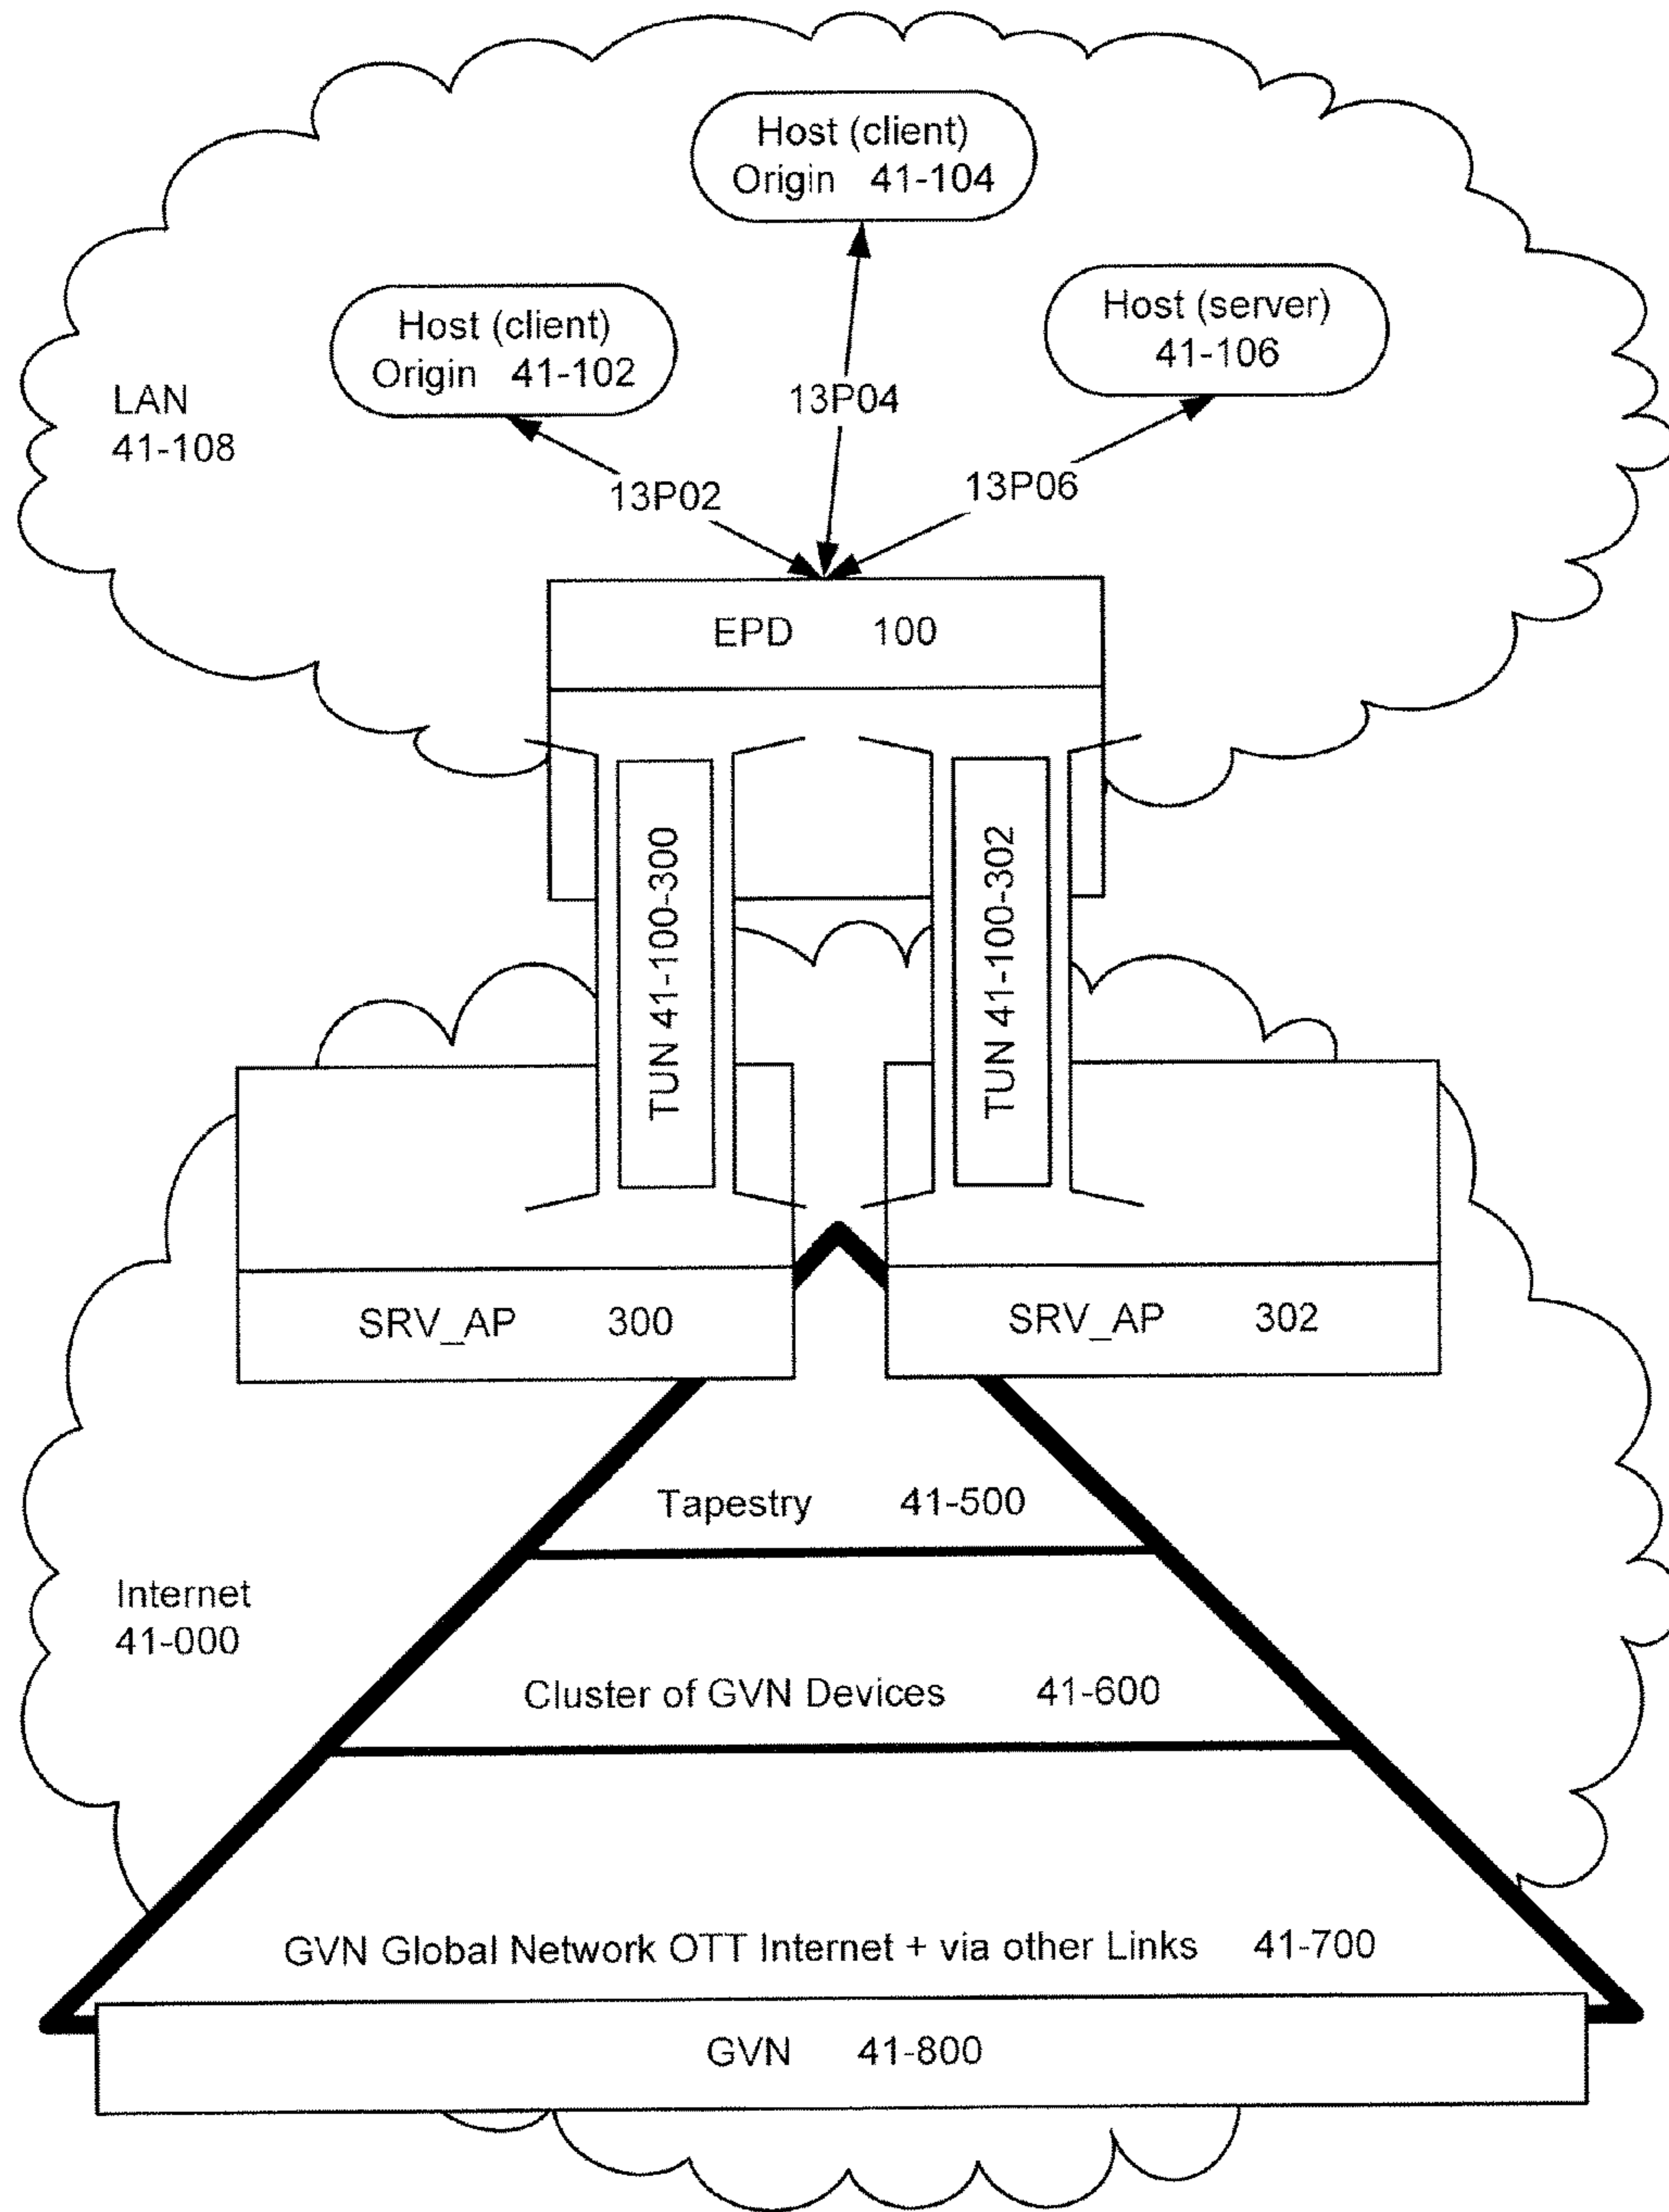 Host (client)
Origin 41-104
Host (client)
Origin 41-102
Host (server)
41-106
LAN
41-108
13P04
13P02
13P06
EPD 100
TUN 41-100-300
TUN 41-100-302
SRV_AP 300
SRV_AP 302
Tapestry 41-500
Internet
41-000
Cluster of GVN Devices 41-600
GVN Global Network OTT Internet + via other Links 41-700
GVN 41-800